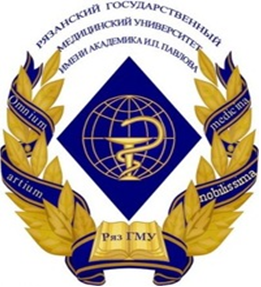 РЯЗАНСКИЙ ГОСУДАРСТВЕННЫЙ
МЕДИЦИНСКИЙ УНИВЕРСИТЕТ
ИМЕНИ АКАДЕМИКА И.П. ПАВЛОВА
Omnium
medicina
artium
nobilissima
Ряз ГМУ